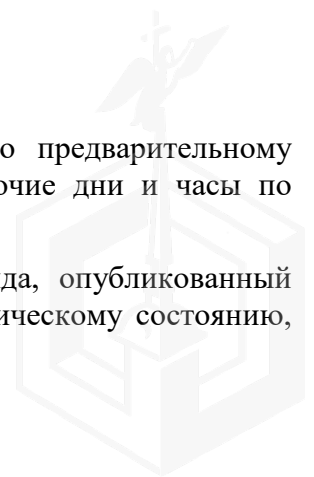 о предварительному
очие дни и часы по
да, опубликованный
ическому состоянию,